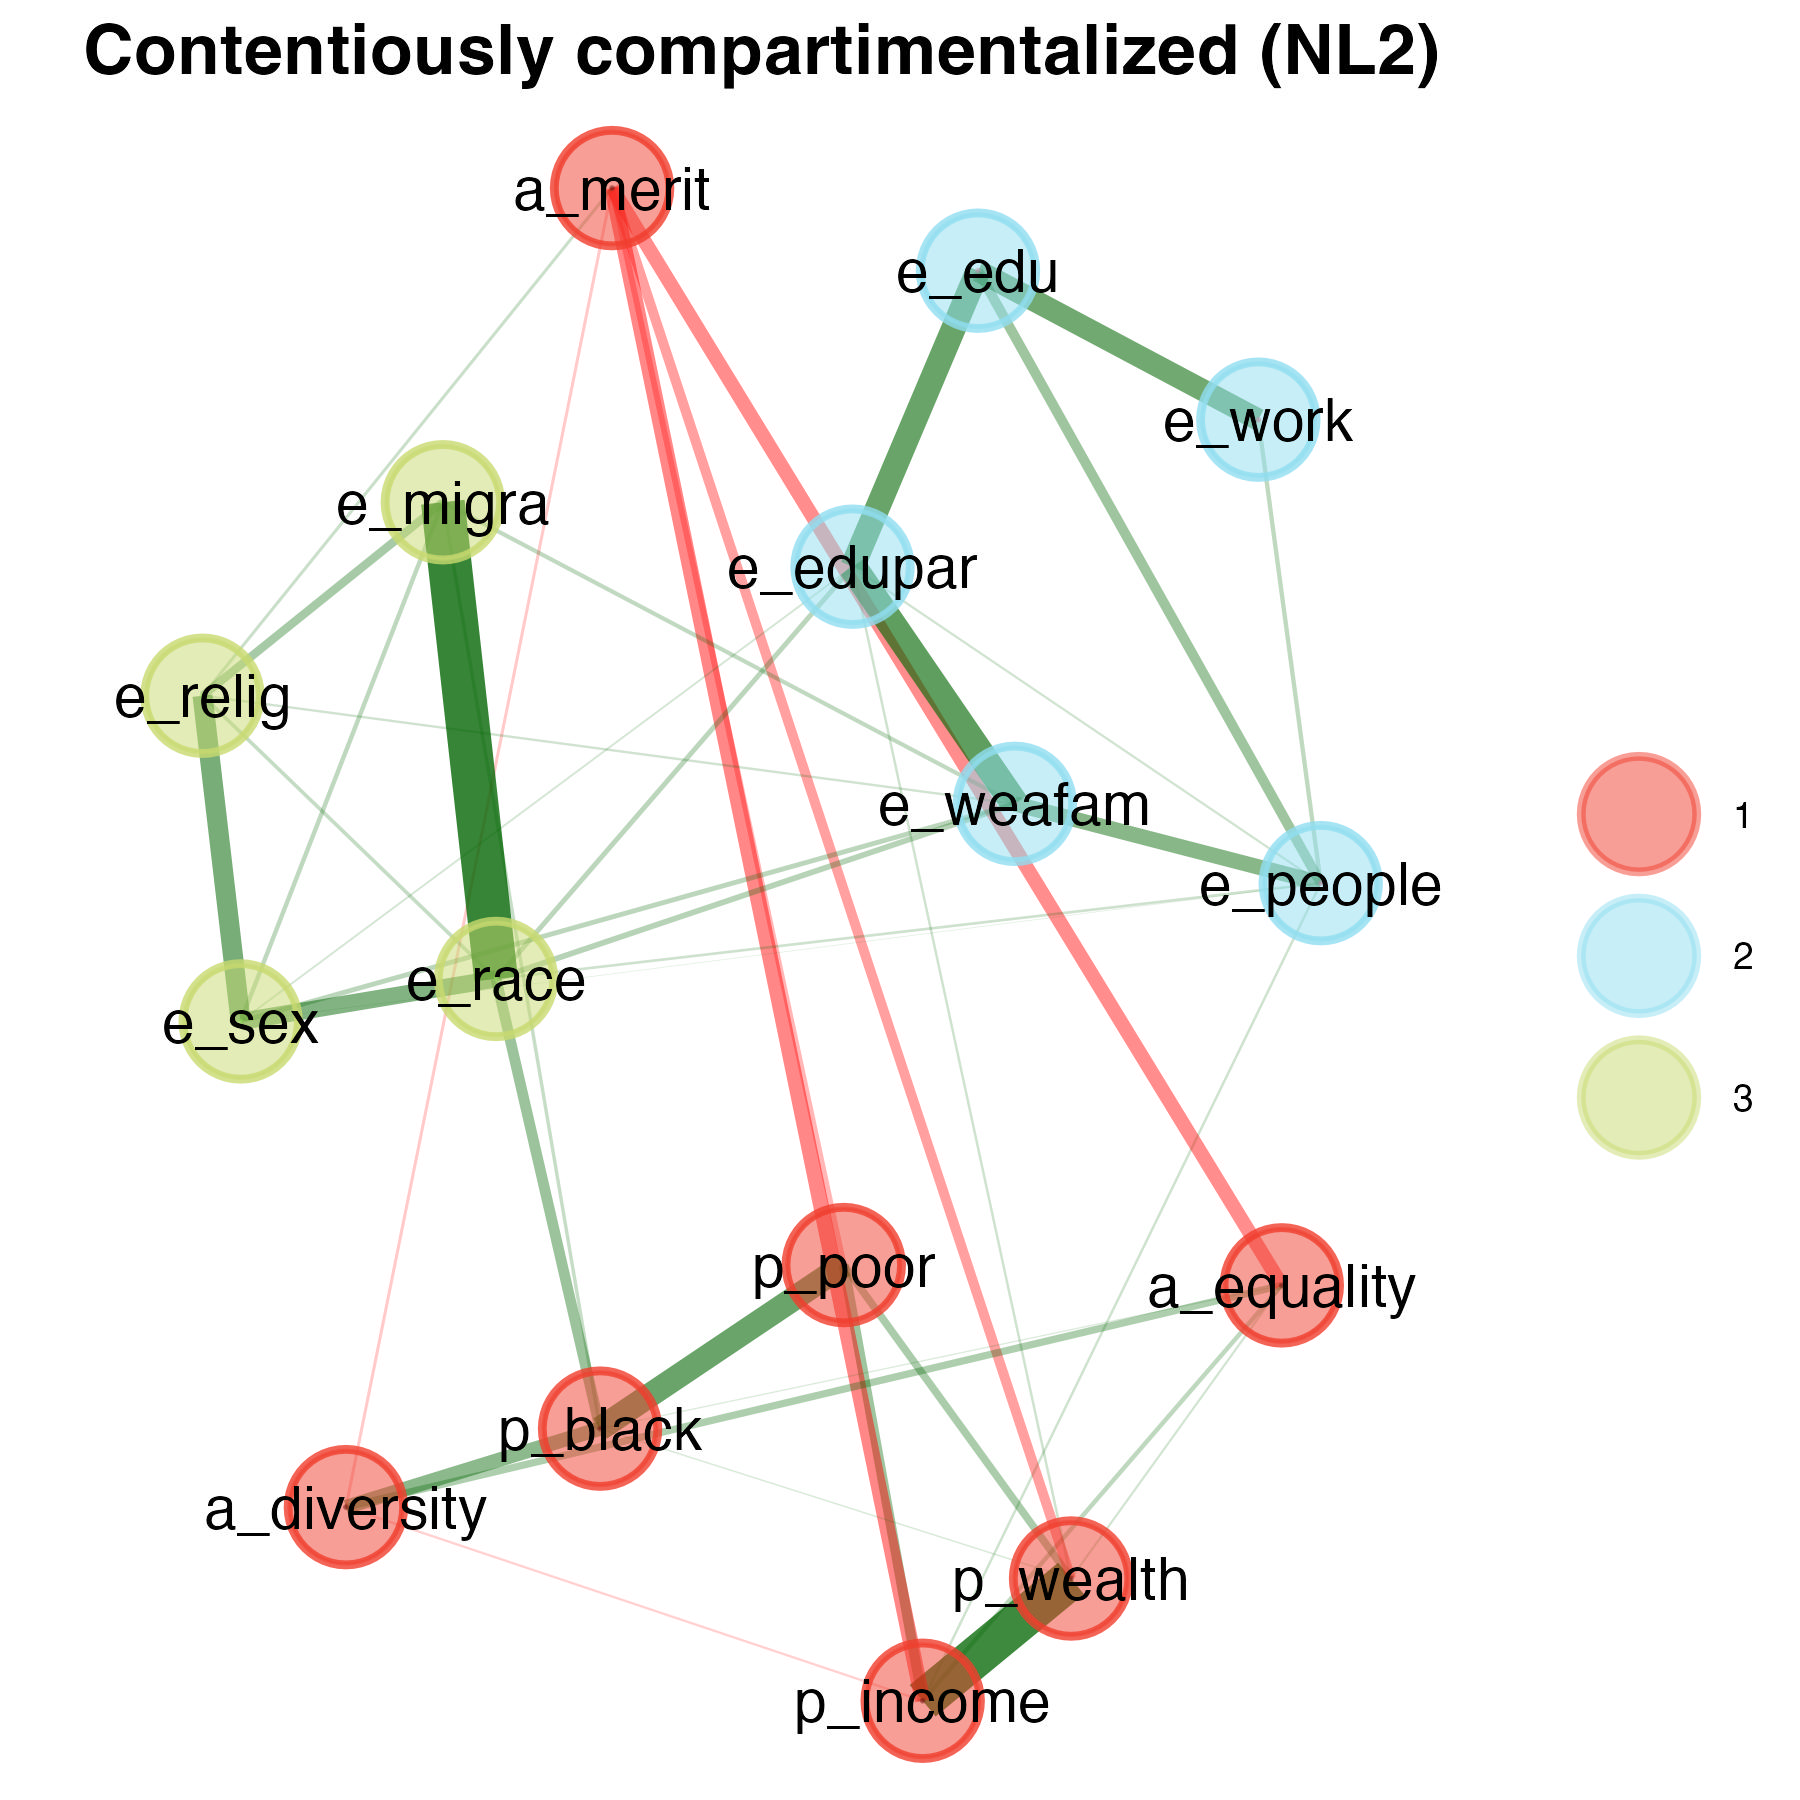 Contentiously compartimentalized (NL2)
a_merit
e_edu
e_work
e_migra
e_edupar
e_relig
e_weafam
e_people
e_race
e_sex
p_poor
a_equality
p_black
a_diversity
p_wealth
p_income
1
2
3